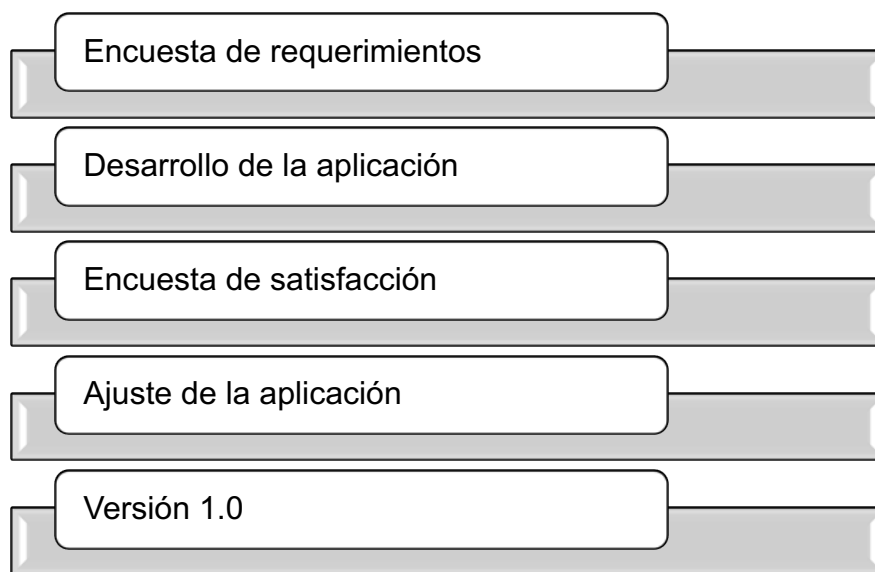 Encuesta de requerimientos
Desarrollo de la aplicación
Encuesta de satisfacción
Ajuste de la aplicación
Versión 1.0